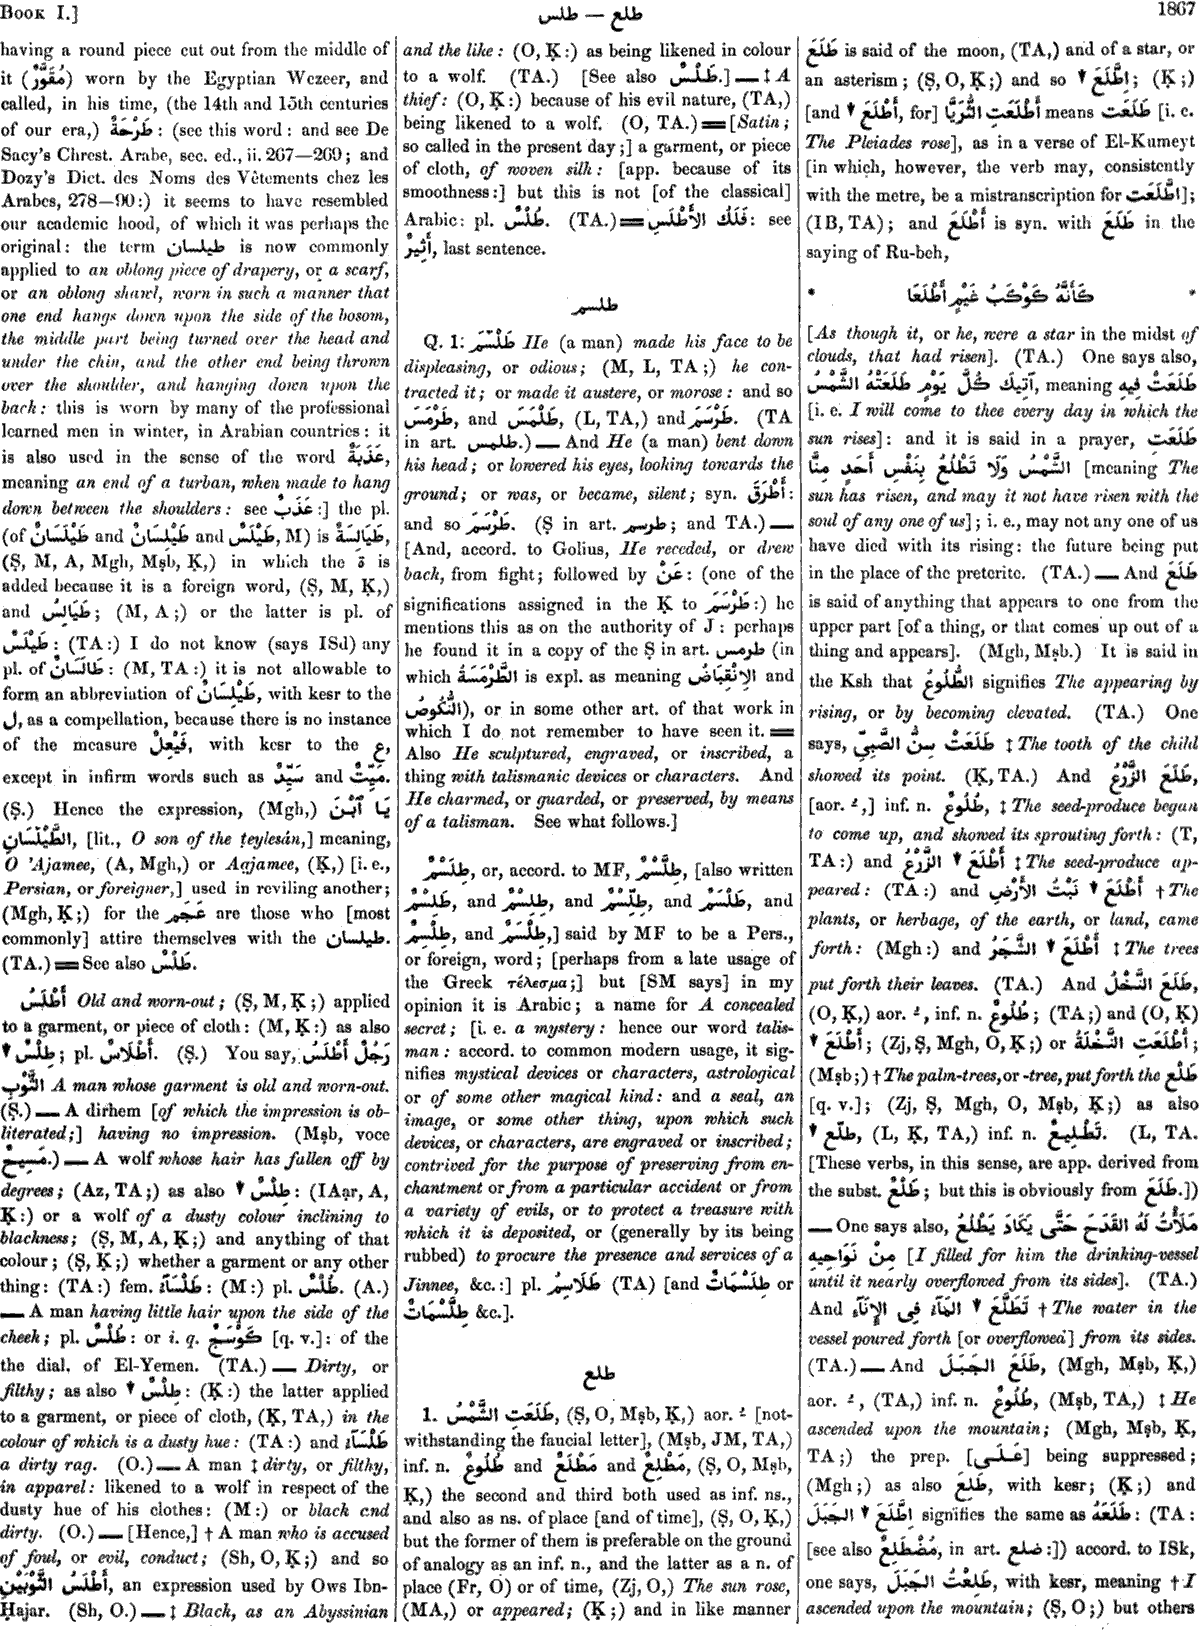 BOOK I.]
طلس — طلع
1867
having a round piece cut out from the middle of
it (مُقَوَّرٌ) worn by the Egyptian Wezeer, and
called, in his time, (the 14th and 15th centuries
of our era,) طَرْحَةٌ : (see this word : and see De
Sacy's Chrest. Arabe, sec. ed., ii. 267—269; and
Dozy's Dict. des Noms des Vêtements chez les
Arabes, 278—90:) it seems to have resembled
our academic hood, of which it was perhaps the
original: the term طيلسان is now commonly
applied to an oblong piece of drapery, or a scarf,
or an oblong shawl, worn in such a manner that
one end hangs down upon the side of the bosom,
the middle part being turned over the head and
under the chin, and the other end being thrown
over the shoulder, and hanging down upon the
back: this is worn by many of the professional
learned men in winter, in Arabian countries: it
is also used in the sense of the word عَذَبَةٌ,
meaning an end of a turban, when made to hang
down between the shoulders: see عَذَبٌ :] the pl.
(of طَيْلَسَانٌ and طَيْلِسَانٌ and طَيْلَسٌ, M) is طَيَالِسَةٌ,
(Ṣ, M, A, Mgh, Mṣb, Ḳ,) in which the ة is
added because it is a foreign word, (Ṣ, M, Ḳ,)
and طَيَالِسُ; (M, A;) or the latter is pl. of
طَيْلَسٌ : (TA:) I do not know (says ISd) any
pl. of طَالَسَانٌ : (M, TA:) it is not allowable to
form an abbreviation of طَيْلِسَانٌ, with kesr to the
ل, as a compellation, because there is no instance
of the measure فَيْعِلٌ, with kesr to the ع,
except in infirm words such as سَيِّدٌ and مَيِّتٌ.
(Ṣ.) Hence the expression, (Mgh,) يَا ٱبْنَ
الطَّيْلَسَانِ, [lit., O son of the ṭeylesán,] meaning,
O 'Ajamee, (A, Mgh,) or Aạjamee, (Ḳ,) [i. e.,
Persian, or foreigner,] used in reviling another;
(Mgh, Ḳ;) for the عَجَم are those who [most
commonly] attire themselves with the طيلسان.
(TA.) ═ See also طَلْسٌ.
أَطْلَسُ Old and worn-out; (Ṣ, M, Ḳ;) applied
to a garment, or piece of cloth: (M, Ḳ:) as also
▼ طِلْسٌ; pl. أَطْلَاسٌ. (Ṣ.) You say, رَجُلٌ أَطْلَسُ
الثَّوْبِ A man whose garment is old and worn-out.
(Ṣ.) — A dirhem [of which the impression is ob-
literated;] having no impression. (Mṣb, voce
مَسِيحٌ.) — A wolf whose hair has fallen off by
degrees; (Az, TA;) as also ▼ طِلْسٌ : (IAạr, A,
Ḳ:) or a wolf of a dusty colour inclining to
blackness; (Ṣ, M, A, Ḳ;) and anything of that
colour; (Ṣ, Ḳ;) whether a garment or any other
thing: (TA:) fem. طَلْسَآءُ: (M:) pl. طُلْسٌ. (A.)
— A man having little hair upon the side of the
cheek; pl. طُلْسٌ : or i. q. كَوْسَجٌ [q. v.]: of the
the dial. of El-Yemen. (TA.) — Dirty, or
filthy; as also ▼ طِلْسٌ : (Ḳ:) the latter applied
to a garment, or piece of cloth, (Ḳ, TA,) in the
colour of which is a dusty hue: (TA:) and طَلْسَآءُ
a dirty rag. (O.) — A man ‡ dirty, or filthy,
in apparel: likened to a wolf in respect of the
dusty hue of his clothes: (M:) or black and
dirty. (O.) — [Hence,] † A man who is accused
of foul, or evil, conduct; (Sh, O, Ḳ;) and so
أَطْلَسُ الثَّوْبَيْنِ, an expression used by Ows Ibn-
Ḥajar. (Sh, O.) — ‡ Black, as an Abyssinian
and the like: (O, Ḳ:) as being likened in colour
to a wolf. (TA.) [See also طَلْسٌ.] — ‡ A
thief: (O, Ḳ:) because of his evil nature, (TA,)
being likened to a wolf. (O, TA.) ═ [Satin;
so called in the present day;] a garment, or piece
of cloth, of woven silk: [app. because of its
smoothness:] but this is not [of the classical]
Arabic: pl. طُلْسٌ. (TA.) ═ فَلَكُ الأَطْلَسِ: see
أَثِيرٌ, last sentence.
طلسم
Q. 1: طَلْسَمَ He (a man) made his face to be
displeasing, or odious; (M, L, TA;) he con-
tracted it; or made it austere, or morose: and so
طَرْمَسَ, and طَلْمَسَ, (L, TA,) and طَرْسَمَ. (TA
in art. طلمس.) — And He (a man) bent down
his head; or lowered his eyes, looking towards the
ground; or was, or became, silent; syn. أَطْرَقَ:
and so طَرْسَمَ. (Ṣ in art. طرسم; and TA.) —
[And, accord. to Golius, He receded, or drew
back, from fight; followed by عَنْ: (one of the
significations assigned in the Ḳ to طَرْسَمَ:) he
mentions this as on the authority of J: perhaps
he found it in a copy of the Ṣ in art. طرمس (in
which الطَّرْمَسَةُ is expl. as meaning الاِنْقِبَاضُ and
النُّكُوصُ), or in some other art. of that work in
which I do not remember to have seen it. ═
Also He sculptured, engraved, or inscribed, a
thing with talismanic devices or characters. And
He charmed, or guarded, or preserved, by means
of a talisman. See what follows.]
طِلَسْمٌ, or, accord. to MF, طِلَّسْمٌ, [also written
طَلِسْمٌ, and طِلِسْمٌ, and طِلِّسْمٌ, and طَلَسْمٌ, and
طِلْسِمٌ, and طِلَّسَمٌ,] said by MF to be a Pers.,
or foreign, word; [perhaps from a late usage of
the Greek τέλεσμα;] but [SM says] in my
opinion it is Arabic; a name for A concealed
secret; [i. e. a mystery: hence our word talis-
man: accord. to common modern usage, it sig-
nifies mystical devices or characters, astrological
or of some other magical kind: and a seal, an
image, or some other thing, upon which such
devices, or characters, are engraved or inscribed;
contrived for the purpose of preserving from en-
chantment or from a particular accident or from
a variety of evils, or to protect a treasure with
which it is deposited, or (generally by its being
rubbed) to procure the presence and services of a
Jinnee, &c.:] pl. طَلَاسِمُ (TA) [and طِلَسْمَاتٌ or
طِلَّسْمَاتٌ &c.].
طلع
1. طَلَعَتِ الشَّمْسُ, (Ṣ, O, Mṣb, Ḳ,) aor. ـُ [not-
withstanding the faucial letter], (Mṣb, JM, TA,)
inf. n. طُلُوعٌ and مَطْلَعٌ and مَطْلِعٌ, (Ṣ, O, Mṣb,
Ḳ,) the second and third both used as inf. ns.,
and also as ns. of place [and of time], (Ṣ, O, Ḳ,)
but the former of them is preferable on the ground
of analogy as an inf. n., and the latter as a n. of
place (Fr, O) or of time, (Zj, O,) The sun rose,
(MA,) or appeared; (Ḳ;) and in like manner
طَلَعَ is said of the moon, (TA,) and of a star, or
an asterism; (Ṣ, O, Ḳ;) and so ▼ اِطَّلَعَ; (Ḳ;)
[and ▼ أَطْلَعَ, for] أَطْلَعَتِ الثُّرَيَّا means طَلَعَت [i. e.
The Pleiades rose], as in a verse of El-Kumeyt
[in which, however, the verb may, consistently
with the metre, be a mistranscription for اطَّلَعَت];
(IB, TA); and أَطْلَعَ is syn. with طَلَعَ in the
saying of Ru-beh,
* كَأَنَّهُ كَوْكَبُ غَيْمٍ أَطْلَعَا *
[As though it, or he, were a star in the midst of
clouds, that had risen]. (TA.) One says also,
آتِيكَ كُلَّ يَوْمٍ طَلَعَتْهُ الشَّمْسُ, meaning طَلَعَتْ فِيهِ
[i. e. I will come to thee every day in which the
sun rises]: and it is said in a prayer, طَلَعَتِ
الشَّمْسُ وَلَا تَطْلُعُ بِنَفْسِ أَحَدٍ مِنَّا [meaning The
sun has risen, and may it not have risen with the
soul of any one of us]; i. e., may not any one of us
have died with its rising: the future being put
in the place of the preterite. (TA.) — And طَلَعَ
is said of anything that appears to one from the
upper part [of a thing, or that comes up out of a
thing and appears]. (Mgh, Mṣb.) It is said in
the Ksh that الطُّلُوعُ signifies The appearing by
rising, or by becoming elevated. (TA.) One
says, طَلَعَتْ سِنُّ الصَّبِىِّ ‡ The tooth of the child
showed its point. (Ḳ, TA.) And طَلَعَ الزَّرْعُ,
[aor. ـُ,] inf. n. طُلُوعٌ, ‡ The seed-produce began
to come up, and showed its sprouting forth: (T,
TA:) and أَطْلَعَ ▼ الزَّرْعُ ‡ The seed-produce ap-
peared: (TA:) and أَطْلَعَ ▼ نَبْتُ الأَرْضِ † The
plants, or herbage, of the earth, or land, came
forth: (Mgh:) and أَطْلَعَ ▼ الشَّجَرُ ‡ The trees
put forth their leaves. (TA.) And طَلَعَ النَّخْلُ,
(O, Ḳ,) aor. ـُ, inf. n. طُلُوعٌ; (TA;) and (O, Ḳ)
▼ أَطْلَعَ; (Zj, Ṣ, Mgh, O, Ḳ;) or أَطْلَعَتِ النَّخْلَةُ;
(Mṣb;) † The palm-trees, or -tree, put forth the طَلْع
[q. v.]; (Zj, Ṣ, Mgh, O, Mṣb, Ḳ;) as also
▼ طلّع, (L, Ḳ, TA,) inf. n. تَطْلِيعٌ. (L, TA.
[These verbs, in this sense, are app. derived from
the subst. طَلْعٌ; but this is obviously from طَلَعَ.])
— One says also, مَلَأْتُ لَهُ القَدَحَ حَتَّى يَكَادَ يَطْلُعُ
مِنْ نَوَاحِيهِ [I filled for him the drinking-vessel
until it nearly overflowed from its sides]. (TA.)
And تَطَلَّعَ ▼ المَآءُ فِى الإِنَآءِ † The water in the
vessel poured forth [or overflowed] from its sides.
(TA.) — And طَلَعَ الجَبَلَ, (Mgh, Mṣb, Ḳ,)
aor. ـُ, (TA,) inf. n. طُلُوعٌ, (Mṣb, TA,) ‡ He
ascended upon the mountain; (Mgh, Mṣb, Ḳ,
TA;) the prep. [عَلَى] being suppressed;
(Mgh;) as also طَلِعَ, with kesr; (Ḳ;) and
اِطَّلَعَ ▼ الجَبَلَ signifies the same as طَلَعَهُ: (TA:
[see also مُضْطَلِعٌ, in art. ضلع:]) accord. to ISk,
one says, طَلِعْتُ الجَبَلَ, with kesr, meaning † I
ascended upon the mountain; (Ṣ, O;) but others